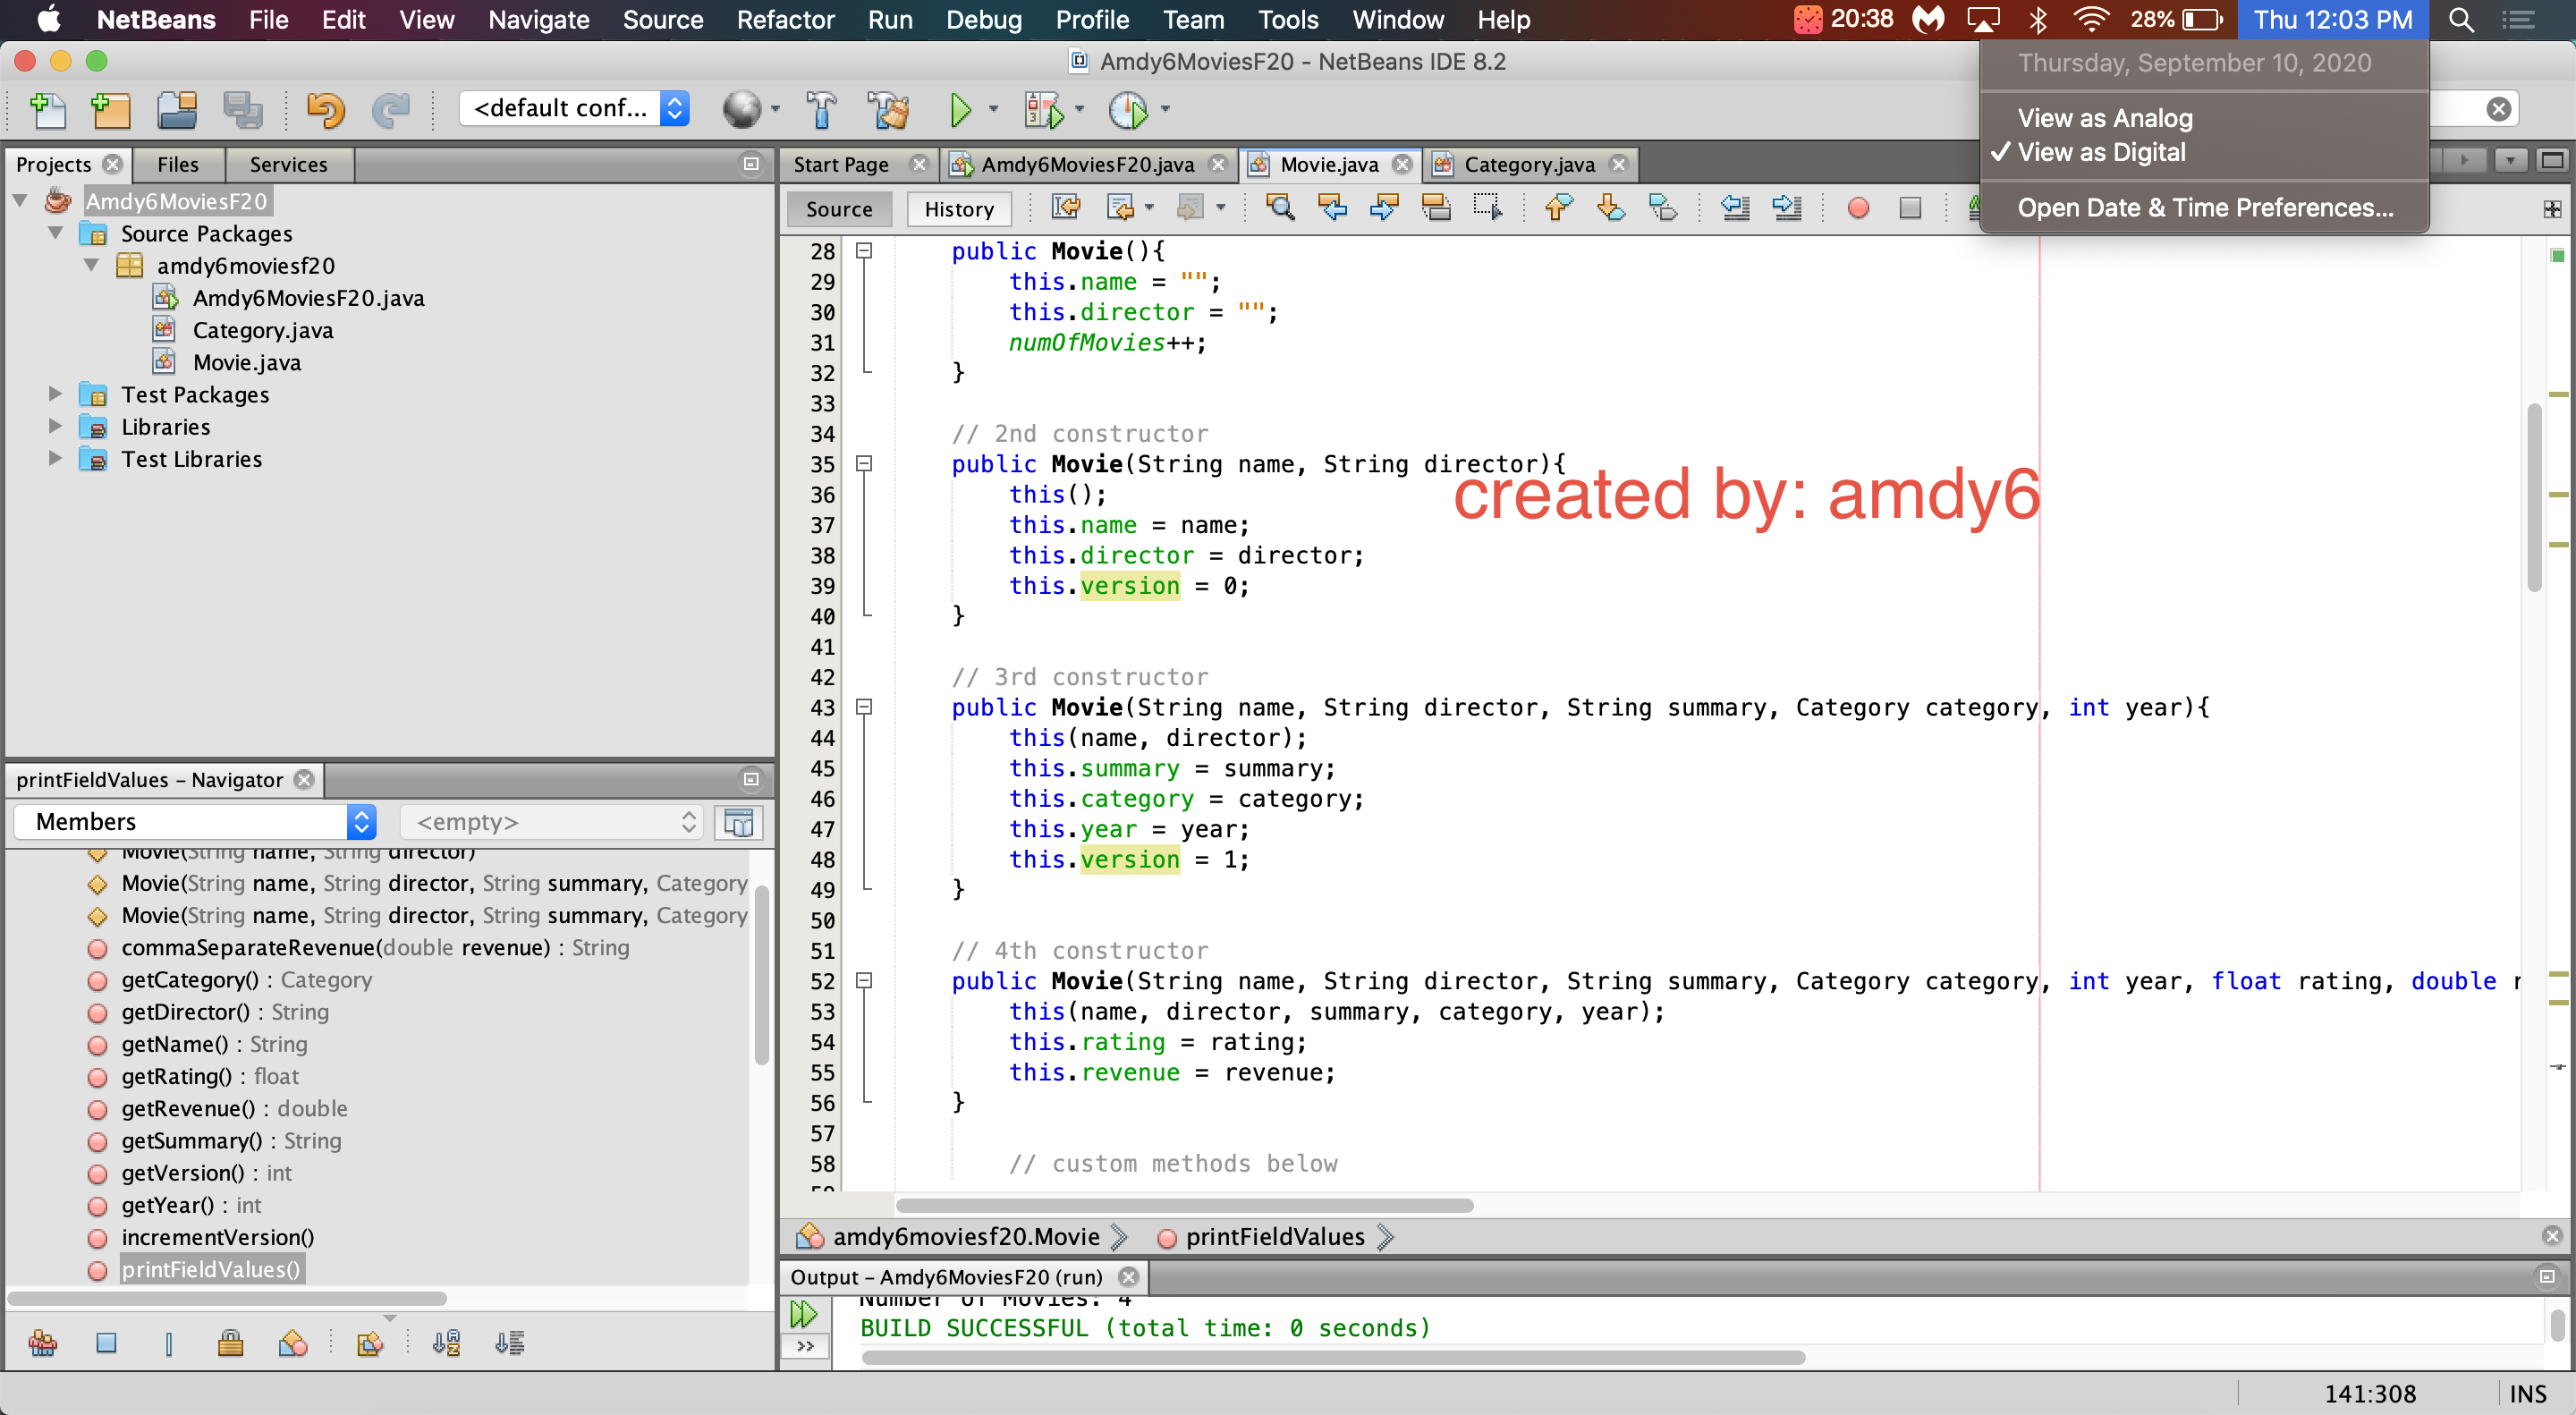 NetBeans File Edit View Navigate Source Refactor Run Debug Profile Team Tools Window Help 20:38 28% Thu 12:03 PM
Amdy6MoviesF20 - NetBeans IDE 8.2
Thursday, September 10, 2020
View as Analog
✓ View as Digital
Open Date & Time Preferences...
<default conf...
Projects Files Services
Amdy6MoviesF20
Source Packages
amdy6moviesf20
Amdy6MoviesF20.java
Category.java
Movie.java
Test Packages
Libraries
Test Libraries
printFieldValues - Navigator
Members <empty>
Movie(String name, String director)
Movie(String name, String director, String summary, Category
Movie(String name, String director, String summary, Category
commaSeparateRevenue(double revenue) : String
getCategory() : Category
getDirector() : String
getName() : String
getRating() : float
getRevenue() : double
getSummary() : String
getVersion() : int
getYear() : int
incrementVersion()
printFieldValues()
Start Page Amdy6MoviesF20.java Movie.java Category.java
Source History
28 public Movie(){
29 this.name = "";
30 this.director = "";
31 numOfMovies++;
32 }
33
34 // 2nd constructor
35 public Movie(String name, String director){
created by: amdy6
36 this();
37 this.name = name;
38 this.director = director;
39 this.version = 0;
40 }
41
42 // 3rd constructor
43 public Movie(String name, String director, String summary, Category category, int year){
44 this(name, director);
45 this.summary = summary;
46 this.category = category;
47 this.year = year;
48 this.version = 1;
49 }
50
51 // 4th constructor
52 public Movie(String name, String director, String summary, Category category, int year, float rating, double r
53 this(name, director, summary, category, year);
54 this.rating = rating;
55 this.revenue = revenue;
56 }
57
58 // custom methods below
amdy6moviesf20.Movie printFieldValues
Output - Amdy6MoviesF20 (run)
Number of Movies: 4
BUILD SUCCESSFUL (total time: 0 seconds)
141:308 INS